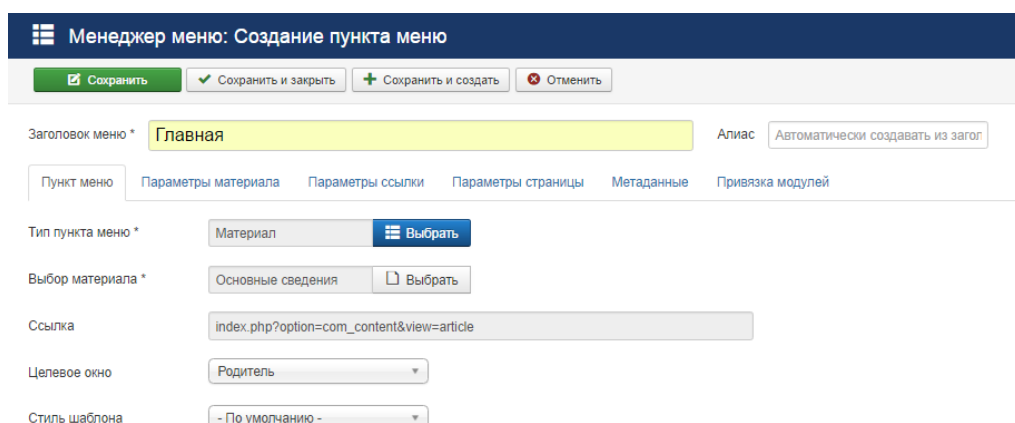 Менеджер меню: Создание пункта меню
Сохранить Сохранить и закрыть Сохранить и создать Отменить
Заголовок меню * Главная Алиас Автоматически создавать из загол
Пункт меню Параметры материала Параметры ссылки Параметры страницы Метаданные Привязка модулей
Тип пункта меню * Материал Выбрать
Выбор материала * Основные сведения Выбрать
Ссылка index.php?option=com_content&view=article
Целевое окно Родитель
Стиль шаблона - По умолчанию -